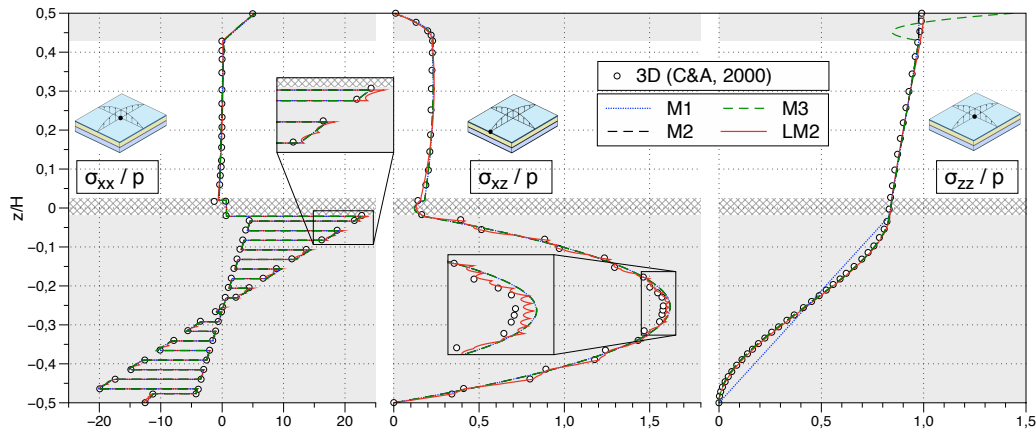 0,5
0,4
0,3
0,2
0,1
0
−0,1
−0,2
−0,3
−0,4
−0,5
z/H
σxx / p
−20
−10
0
10
20
σxz / p
0
0,5
1,0
1,5
3D (C&A, 2000)
M1
M3
M2
LM2
σzz / p
0
0,5
1,0
1,5